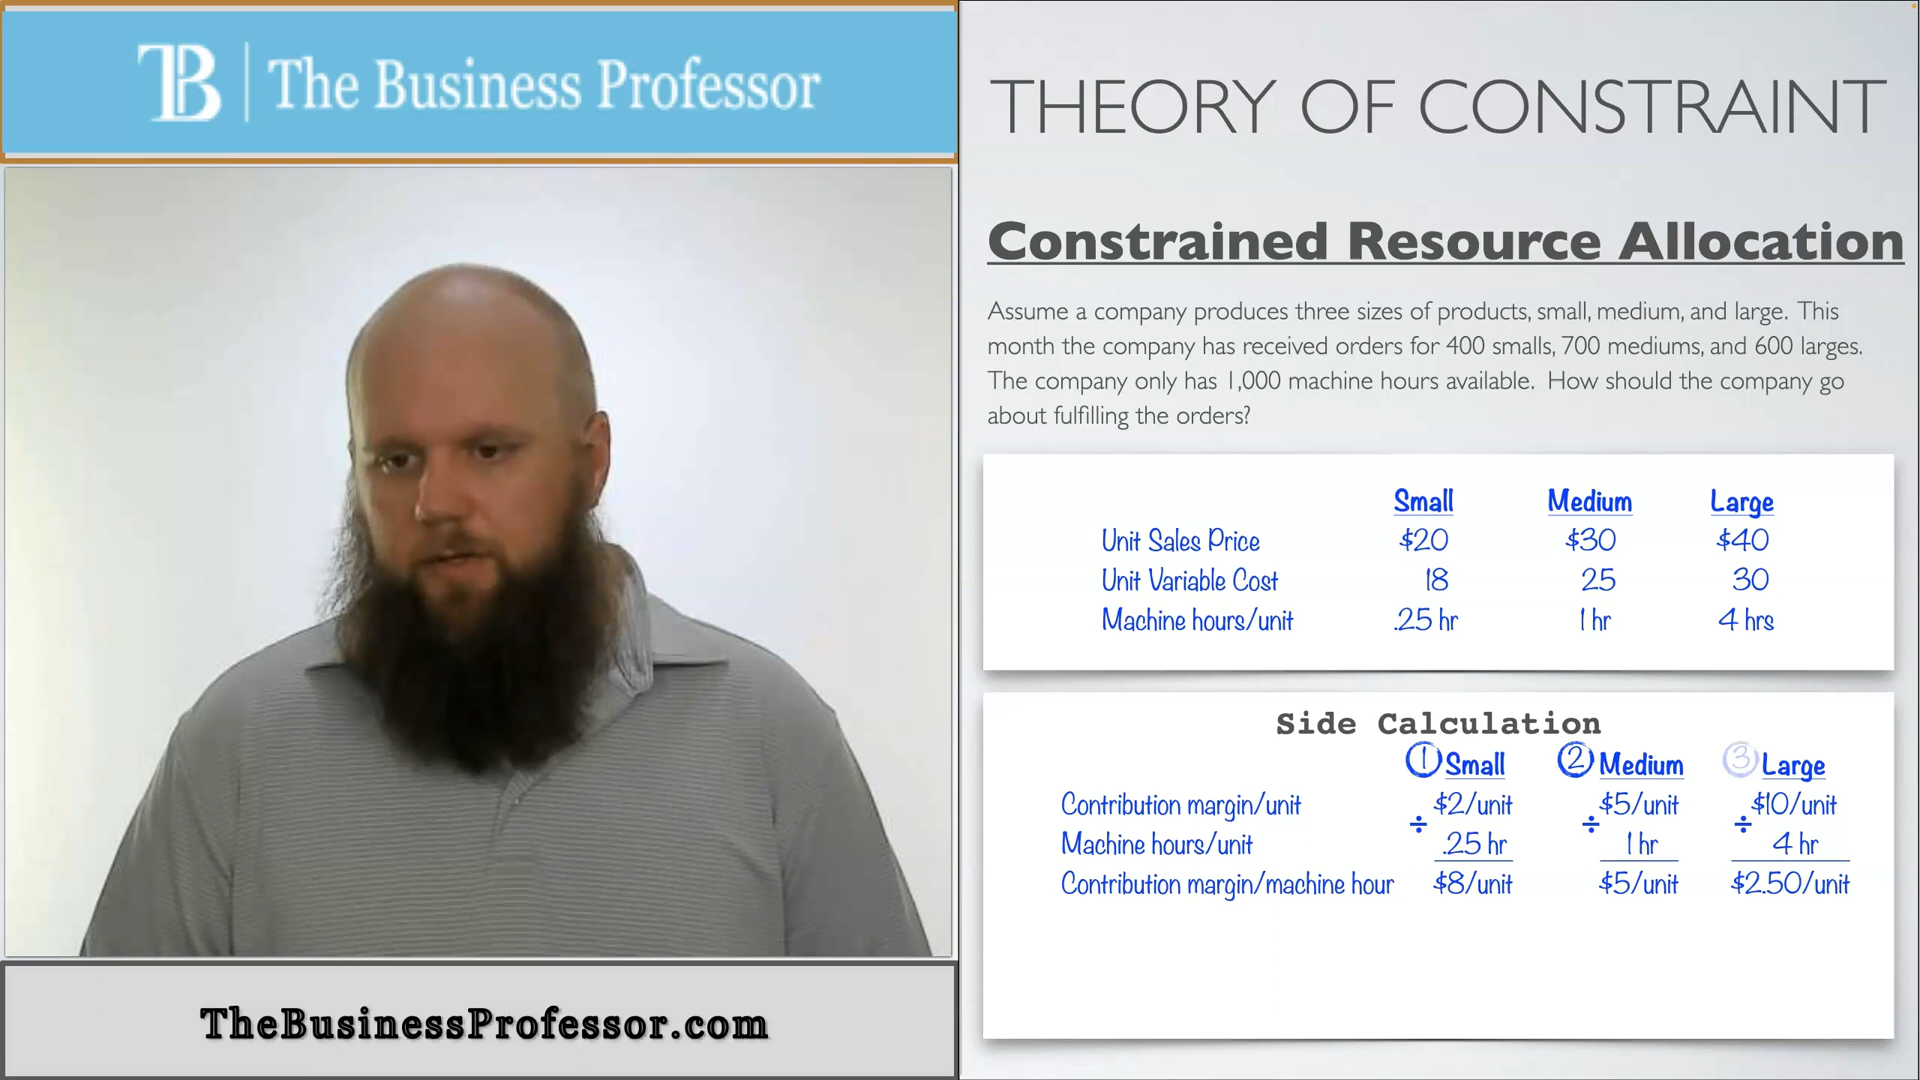 TB | The Business Professor
TheBusinessProfessor.com
THEORY OF CONSTRAINT
Constrained Resource Allocation
Assume a company produces three sizes of products, small, medium, and large. This
month the company has received orders for 400 smalls, 700 mediums, and 600 larges.
The company only has 1,000 machine hours available. How should the company go
about fulfilling the orders?
Small Medium Large
Unit Sales Price $20 $30 $40
Unit Variable Cost 18 25 30
Machine hours/unit .25 hr 1 hr 4 hrs
Side Calculation
① Small ② Medium ③ Large
Contribution margin/unit $2/unit $5/unit $10/unit
÷ ÷ ÷
Machine hours/unit .25 hr 1 hr 4 hr
Contribution margin/machine hour $8/unit $5/unit $2.50/unit